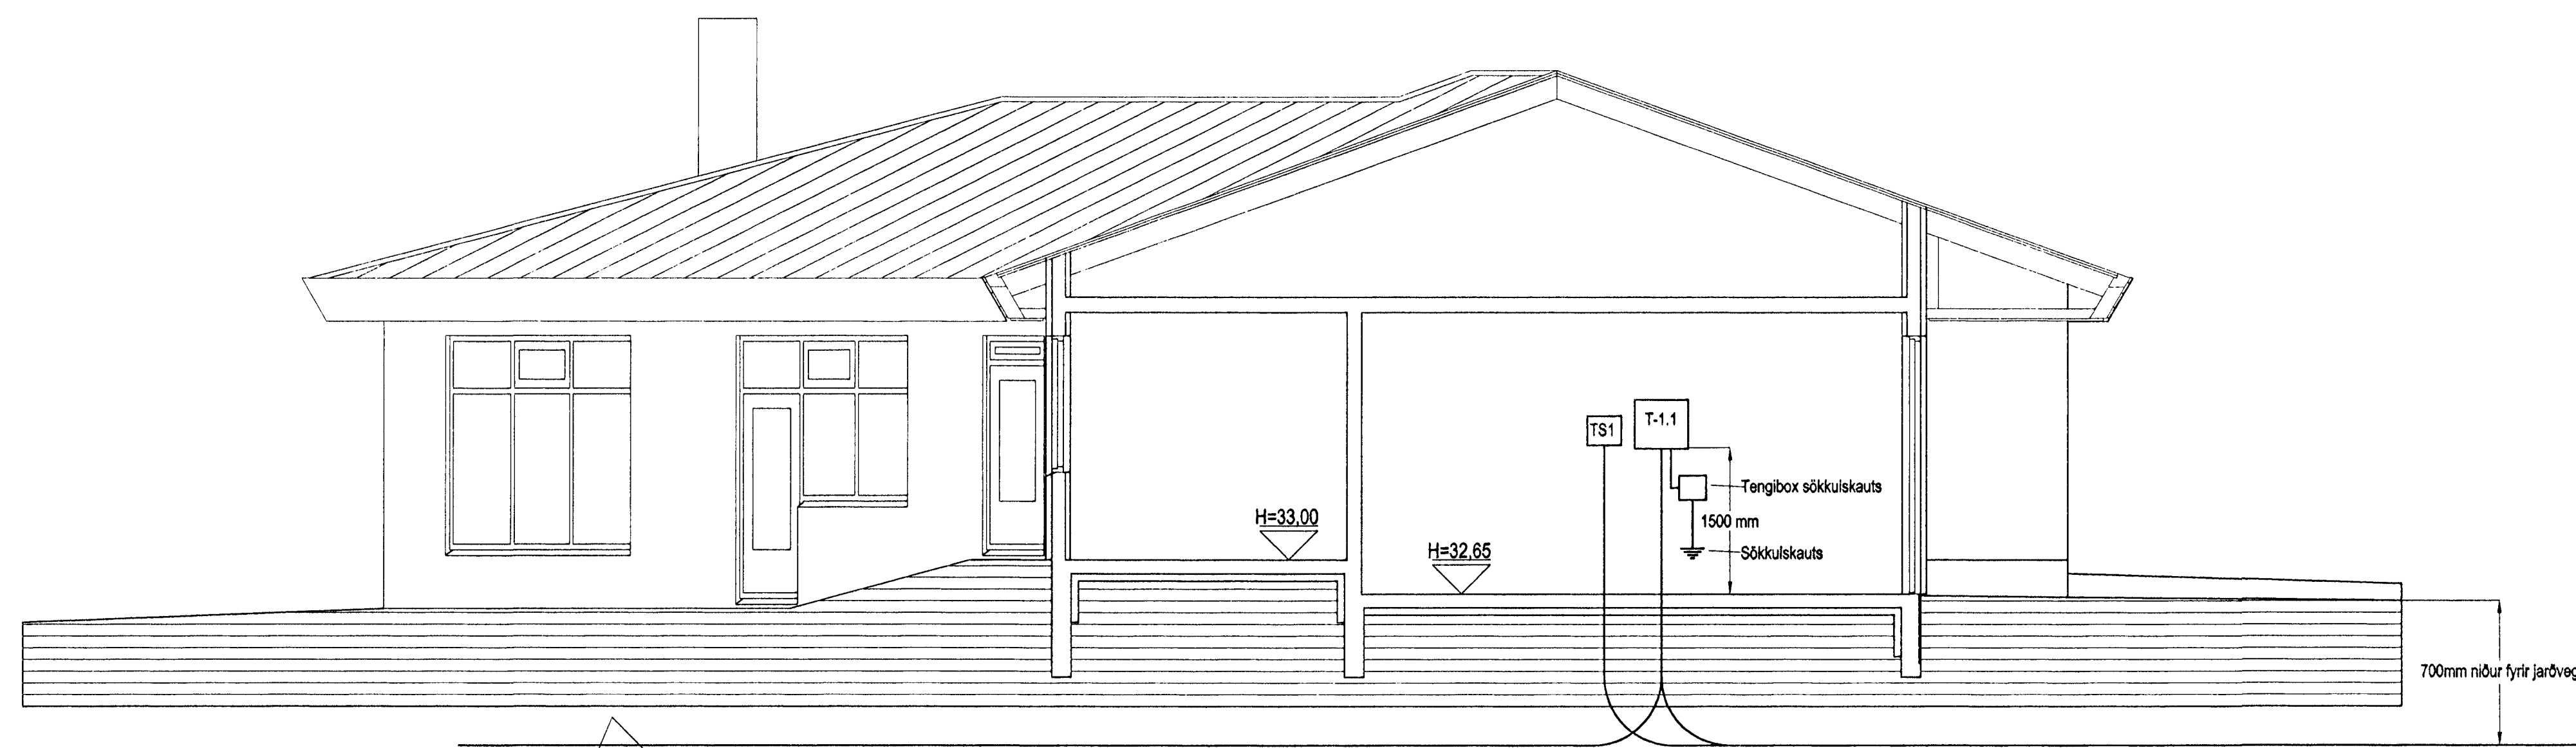 T-1.1
TS1
Tengibox sökkulskauts
H=33,00
1500 mm
H=32,65
Sökkulskauts
700mm niður fyrir jarðveg